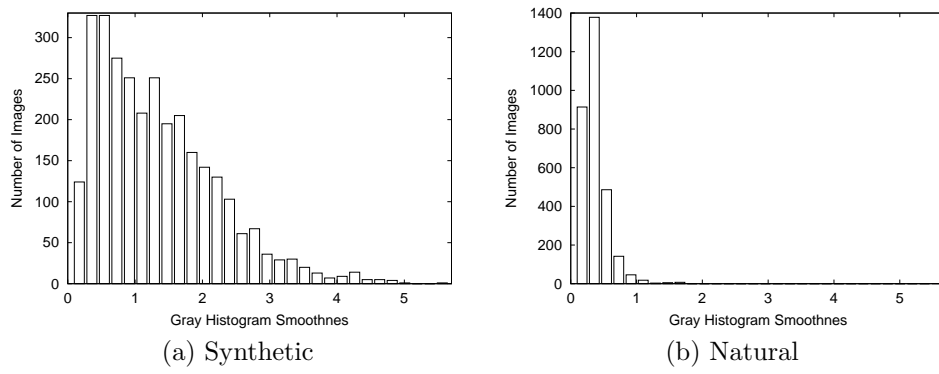 300
250
200
150
100
50
0
Number of Images
0 1 2 3 4 5
Gray Histogram Smoothnes
(a) Synthetic
1400
1200
1000
800
600
400
200
0
Number of Images
0 1 2 3 4 5
Gray Histogram Smoothnes
(b) Natural